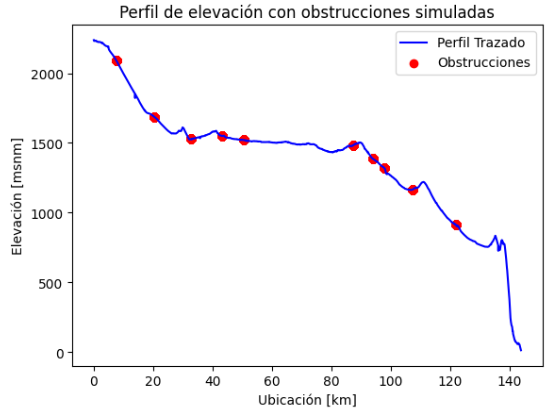 Perfil de elevación con obstrucciones simuladas
Perfil Trazado
Obstrucciones
Elevación [msnm]
2000
1500
1000
500
0
0 20 40 60 80 100 120 140
Ubicación [km]